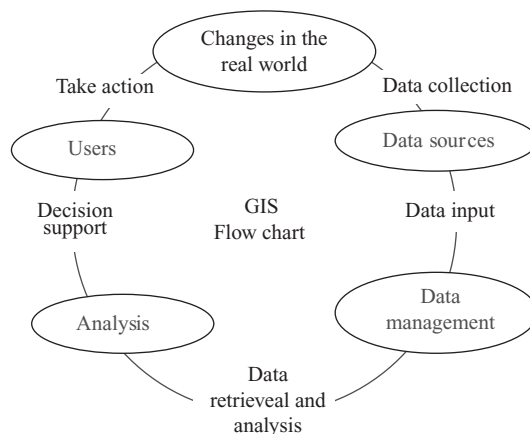 Changes in the
real world
Take action
Data collection
Users
Data sources
Decision
support
GIS
Flow chart
Data input
Analysis
Data
management
Data
retrieveal and
analysis